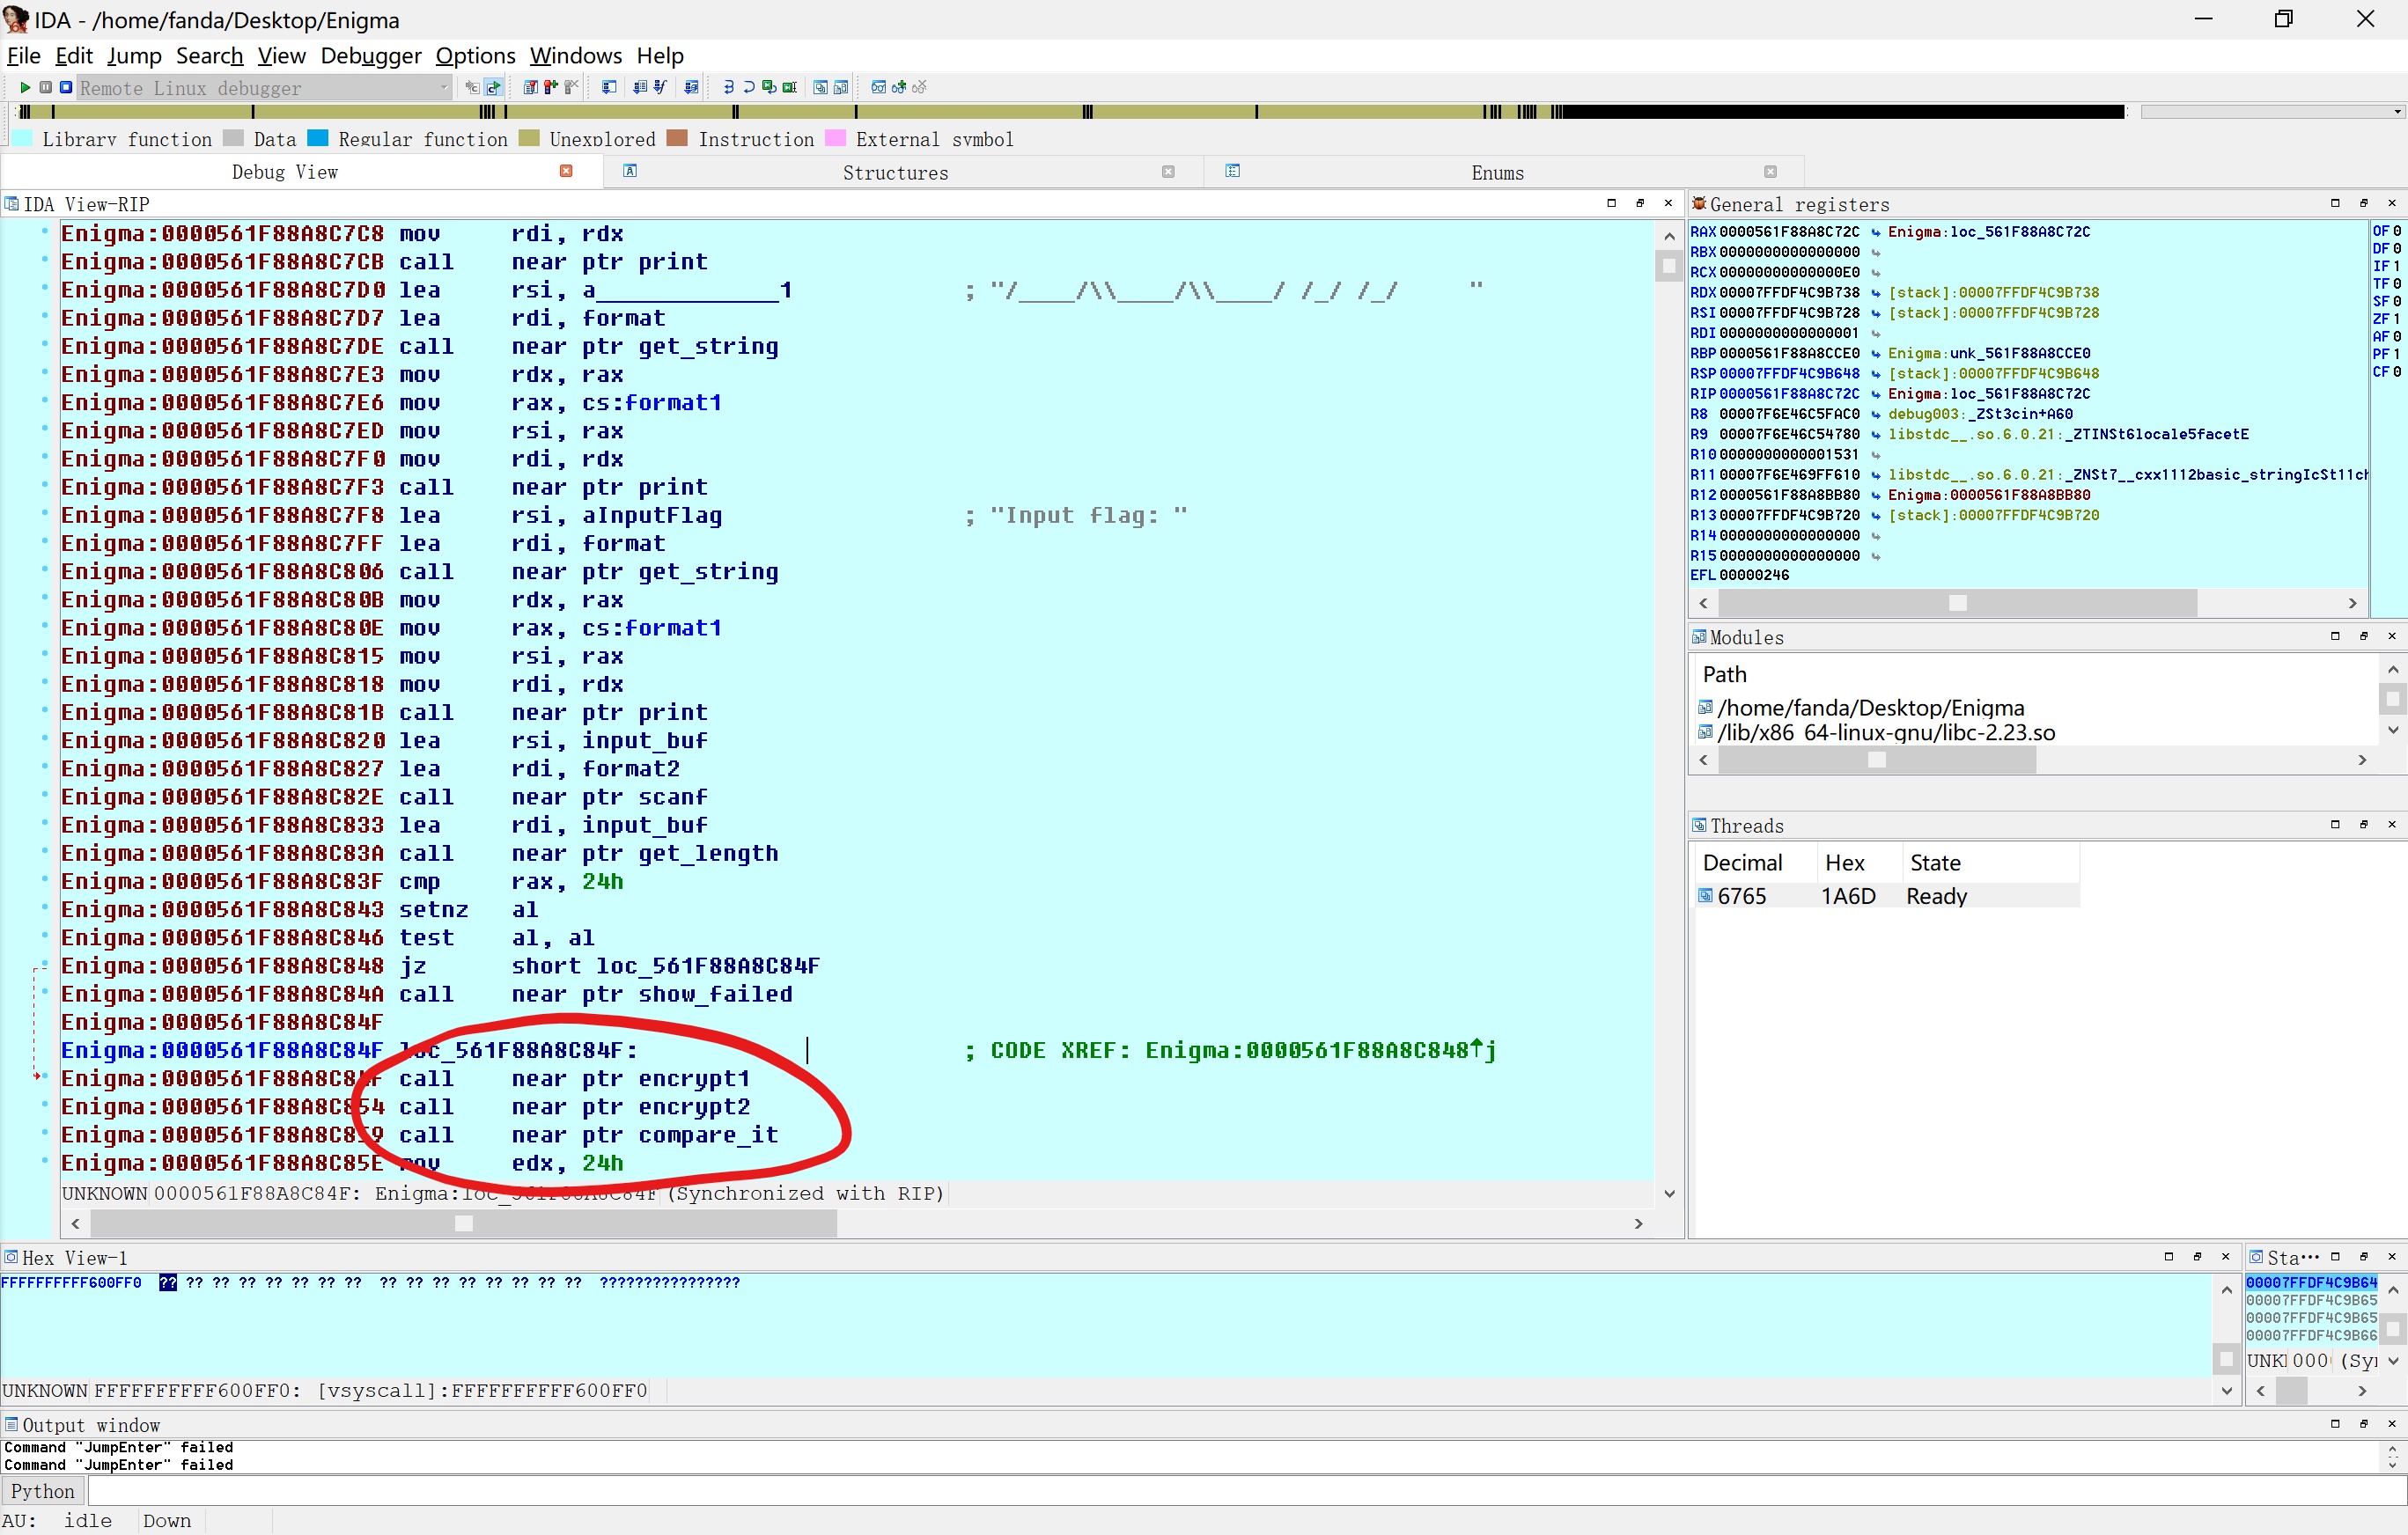 IDA - /home/fanda/Desktop/Enigma
File Edit Jump Search View Debugger Options Windows Help
Remote Linux debugger
Library function Data Regular function Unexplored Instruction External symbol
Debug View Structures Enums
IDA View-RIP
Enigma:0000561F88A8C7C8 mov rdi, rdx
Enigma:0000561F88A8C7CB call near ptr print
Enigma:0000561F88A8C7D0 lea rsi, a_____________1 ; "/____/\\____/\\____/ /_/ /_/ "
Enigma:0000561F88A8C7D7 lea rdi, format
Enigma:0000561F88A8C7DE call near ptr get_string
Enigma:0000561F88A8C7E3 mov rdx, rax
Enigma:0000561F88A8C7E6 mov rax, cs:format1
Enigma:0000561F88A8C7ED mov rsi, rax
Enigma:0000561F88A8C7F0 mov rdi, rdx
Enigma:0000561F88A8C7F3 call near ptr print
Enigma:0000561F88A8C7F8 lea rsi, aInputFlag ; "Input flag: "
Enigma:0000561F88A8C7FF lea rdi, format
Enigma:0000561F88A8C806 call near ptr get_string
Enigma:0000561F88A8C80B mov rdx, rax
Enigma:0000561F88A8C80E mov rax, cs:format1
Enigma:0000561F88A8C815 mov rsi, rax
Enigma:0000561F88A8C818 mov rdi, rdx
Enigma:0000561F88A8C81B call near ptr print
Enigma:0000561F88A8C820 lea rsi, input_buf
Enigma:0000561F88A8C827 lea rdi, format2
Enigma:0000561F88A8C82E call near ptr scanf
Enigma:0000561F88A8C833 lea rdi, input_buf
Enigma:0000561F88A8C83A call near ptr get_length
Enigma:0000561F88A8C83F cmp rax, 24h
Enigma:0000561F88A8C843 setnz al
Enigma:0000561F88A8C846 test al, al
Enigma:0000561F88A8C848 jz short loc_561F88A8C84F
Enigma:0000561F88A8C84A call near ptr show_failed
Enigma:0000561F88A8C84F
Enigma:0000561F88A8C84F loc_561F88A8C84F: ; CODE XREF: Enigma:0000561F88A8C848↑j
Enigma:0000561F88A8C84F call near ptr encrypt1
Enigma:0000561F88A8C854 call near ptr encrypt2
Enigma:0000561F88A8C859 call near ptr compare_it
Enigma:0000561F88A8C85E mov edx, 24h
UNKNOWN 0000561F88A8C84F: Enigma:loc_561F88A8C84F (Synchronized with RIP)
General registers
RAX 0000561F88A8C72C Enigma:loc_561F88A8C72C
RBX 0000000000000000
RCX 00000000000000E0
RDX 00007FFDF4C9B738 [stack]:00007FFDF4C9B738
RSI 00007FFDF4C9B728 [stack]:00007FFDF4C9B728
RDI 0000000000000001
RBP 0000561F88A8CCE0 Enigma:unk_561F88A8CCE0
RSP 00007FFDF4C9B648 [stack]:00007FFDF4C9B648
RIP 0000561F88A8C72C Enigma:loc_561F88A8C72C
R8 00007F6E46C5FAC0 debug003:_ZSt3cin+A60
R9 00007F6E46C54780 libstdc__.so.6.0.21:_ZTINSt6locale5facetE
R10 0000000000001531
R11 00007F6E469FF610 libstdc__.so.6.0.21:_ZNSt7__cxx1112basic_stringIcSt11ch
R12 0000561F88A8BB80 Enigma:0000561F88A8BB80
R13 00007FFDF4C9B720 [stack]:00007FFDF4C9B720
R14 0000000000000000
R15 0000000000000000
EFL 00000246
OF 0
DF 0
IF 1
TF 0
SF 0
ZF 1
AF 0
PF 1
CF 0
Modules
Path
/home/fanda/Desktop/Enigma
/lib/x86_64-linux-gnu/libc-2.23.so
Threads
Decimal Hex State
6765 1A6D Ready
Hex View-1
FFFFFFFFFF600FF0 ?? ?? ?? ?? ?? ?? ?? ?? ?? ?? ?? ?? ?? ?? ?? ?? ????????????????
UNKNOWN FFFFFFFFFF600FF0: [vsyscall]:FFFFFFFFFF600FF0
Sta…
00007FFDF4C9B64
00007FFDF4C9B65
00007FFDF4C9B65
00007FFDF4C9B66
UNK 000 (Syn
Output window
Command "JumpEnter" failed
Command "JumpEnter" failed
Python
AU: idle Down